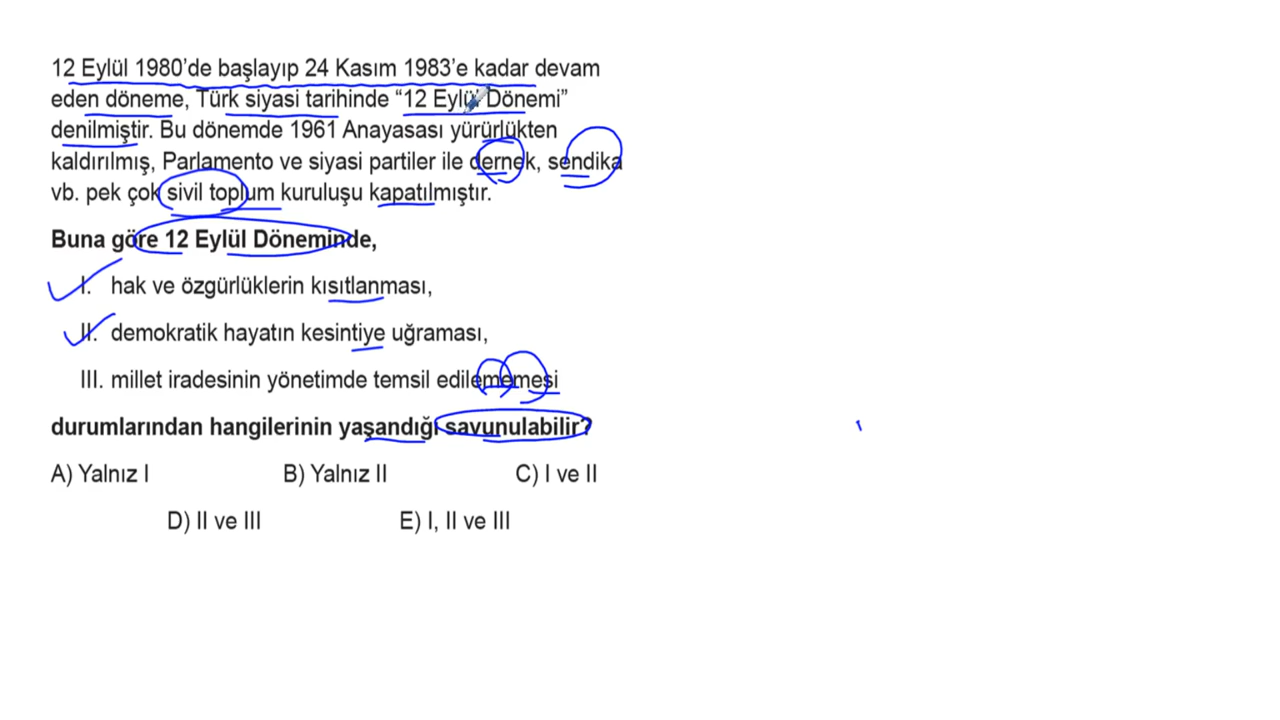 12 Eylül 1980’de başlayıp 24 Kasım 1983’e kadar devam
eden döneme, Türk siyasi tarihinde “12 Eylül Dönemi”
denilmiştir. Bu dönemde 1961 Anayasası yürürlükten
kaldırılmış, Parlamento ve siyasi partiler ile dernek, sendika
vb. pek çok sivil toplum kuruluşu kapatılmıştır.
Buna göre 12 Eylül Döneminde,
I. hak ve özgürlüklerin kısıtlanması,
II. demokratik hayatın kesintiye uğraması,
III. millet iradesinin yönetimde temsil edilememesi
durumlarından hangilerinin yaşandığı savunulabilir?
A) Yalnız I B) Yalnız II C) I ve II
D) II ve III E) I, II ve III